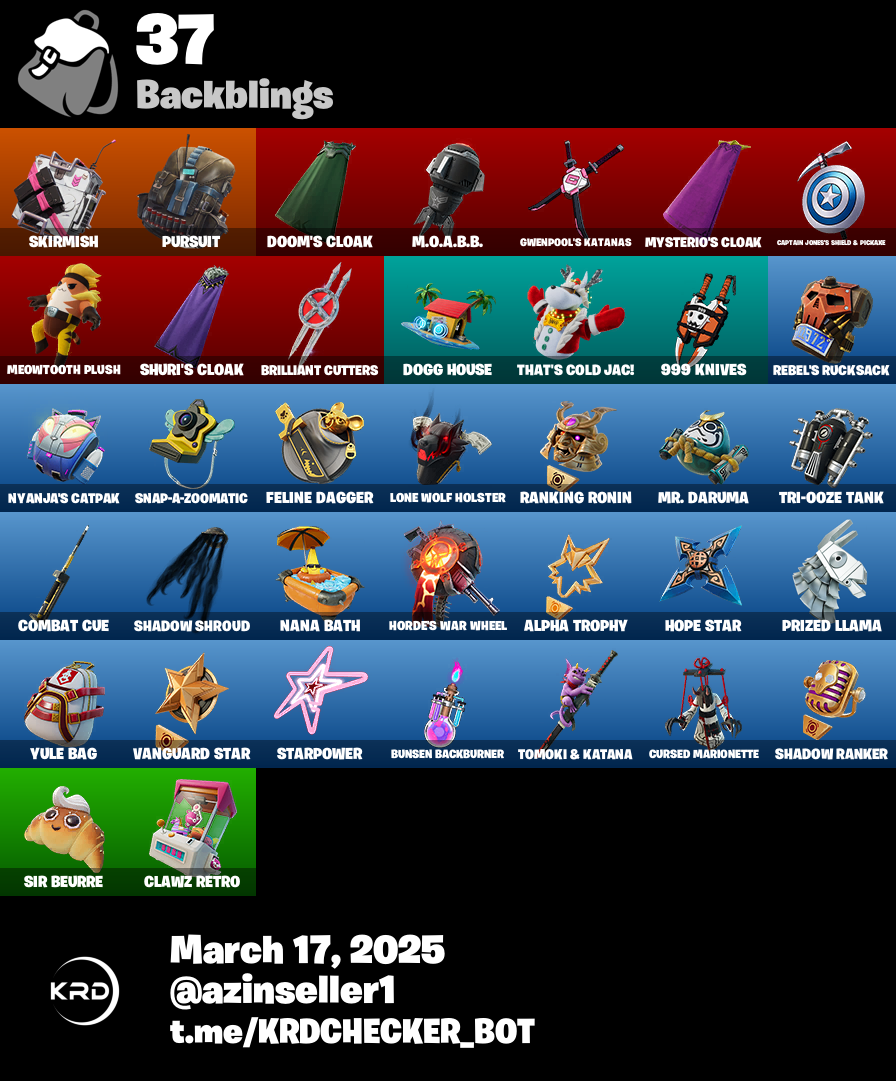 37
Backblings
SKIRMISH
PURSUIT
DOOM'S CLOAK
M.O.A.B.B.
GWENPOOL'S KATANAS
MYSTERIO'S CLOAK
CAPTAIN JONES'S SHIELD & PICKAXE
MEOWTOOTH PLUSH
SHURI'S CLOAK
BRILLIANT CUTTERS
DOGG HOUSE
THAT'S COLD JAC!
999 KNIVES
REBEL'S RUCKSACK
NYANJA'S CATPAK
SNAP-A-ZOOMATIC
FELINE DAGGER
LONE WOLF HOLSTER
RANKING RONIN
MR. DARUMA
TRI-OOZE TANK
COMBAT CUE
SHADOW SHROUD
NANA BATH
HORDE'S WAR WHEEL
ALPHA TROPHY
HOPE STAR
PRIZED LLAMA
YULE BAG
VANGUARD STAR
STARPOWER
BUNSEN BACKBURNER
TOMOKI & KATANA
CURSED MARIONETTE
SHADOW RANKER
SIR BEURRE
CLAWZ RETRO
KRD
March 17, 2025
@azinseller1
t.me/KRDCHECKER_BOT